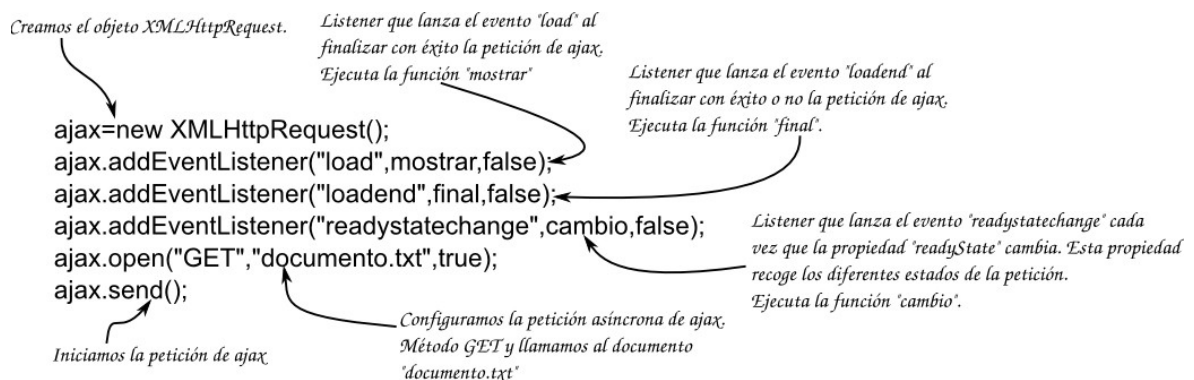 Creamos el objeto XMLHttpRequest.
Listener que lanza el evento "load" al
finalizar con éxito la petición de ajax.
Ejecuta la función "mostrar"
Listener que lanza el evento "loadend" al
finalizar con éxito o no la petición de ajax.
Ejecuta la función "final".
ajax=new XMLHttpRequest();
ajax.addEventListener("load",mostrar,false);
ajax.addEventListener("loadend",final,false);
ajax.addEventListener("readystatechange",cambio,false);
ajax.open("GET","documento.txt",true);
ajax.send();
Listener que lanza el evento "readystatechange" cada
vez que la propiedad "readyState" cambia. Esta propiedad
recoge los diferentes estados de la petición.
Ejecuta la función "cambio".
Iniciamos la petición de ajax
Configuramos la petición asíncrona de ajax.
Método GET y llamamos al documento
"documento.txt"